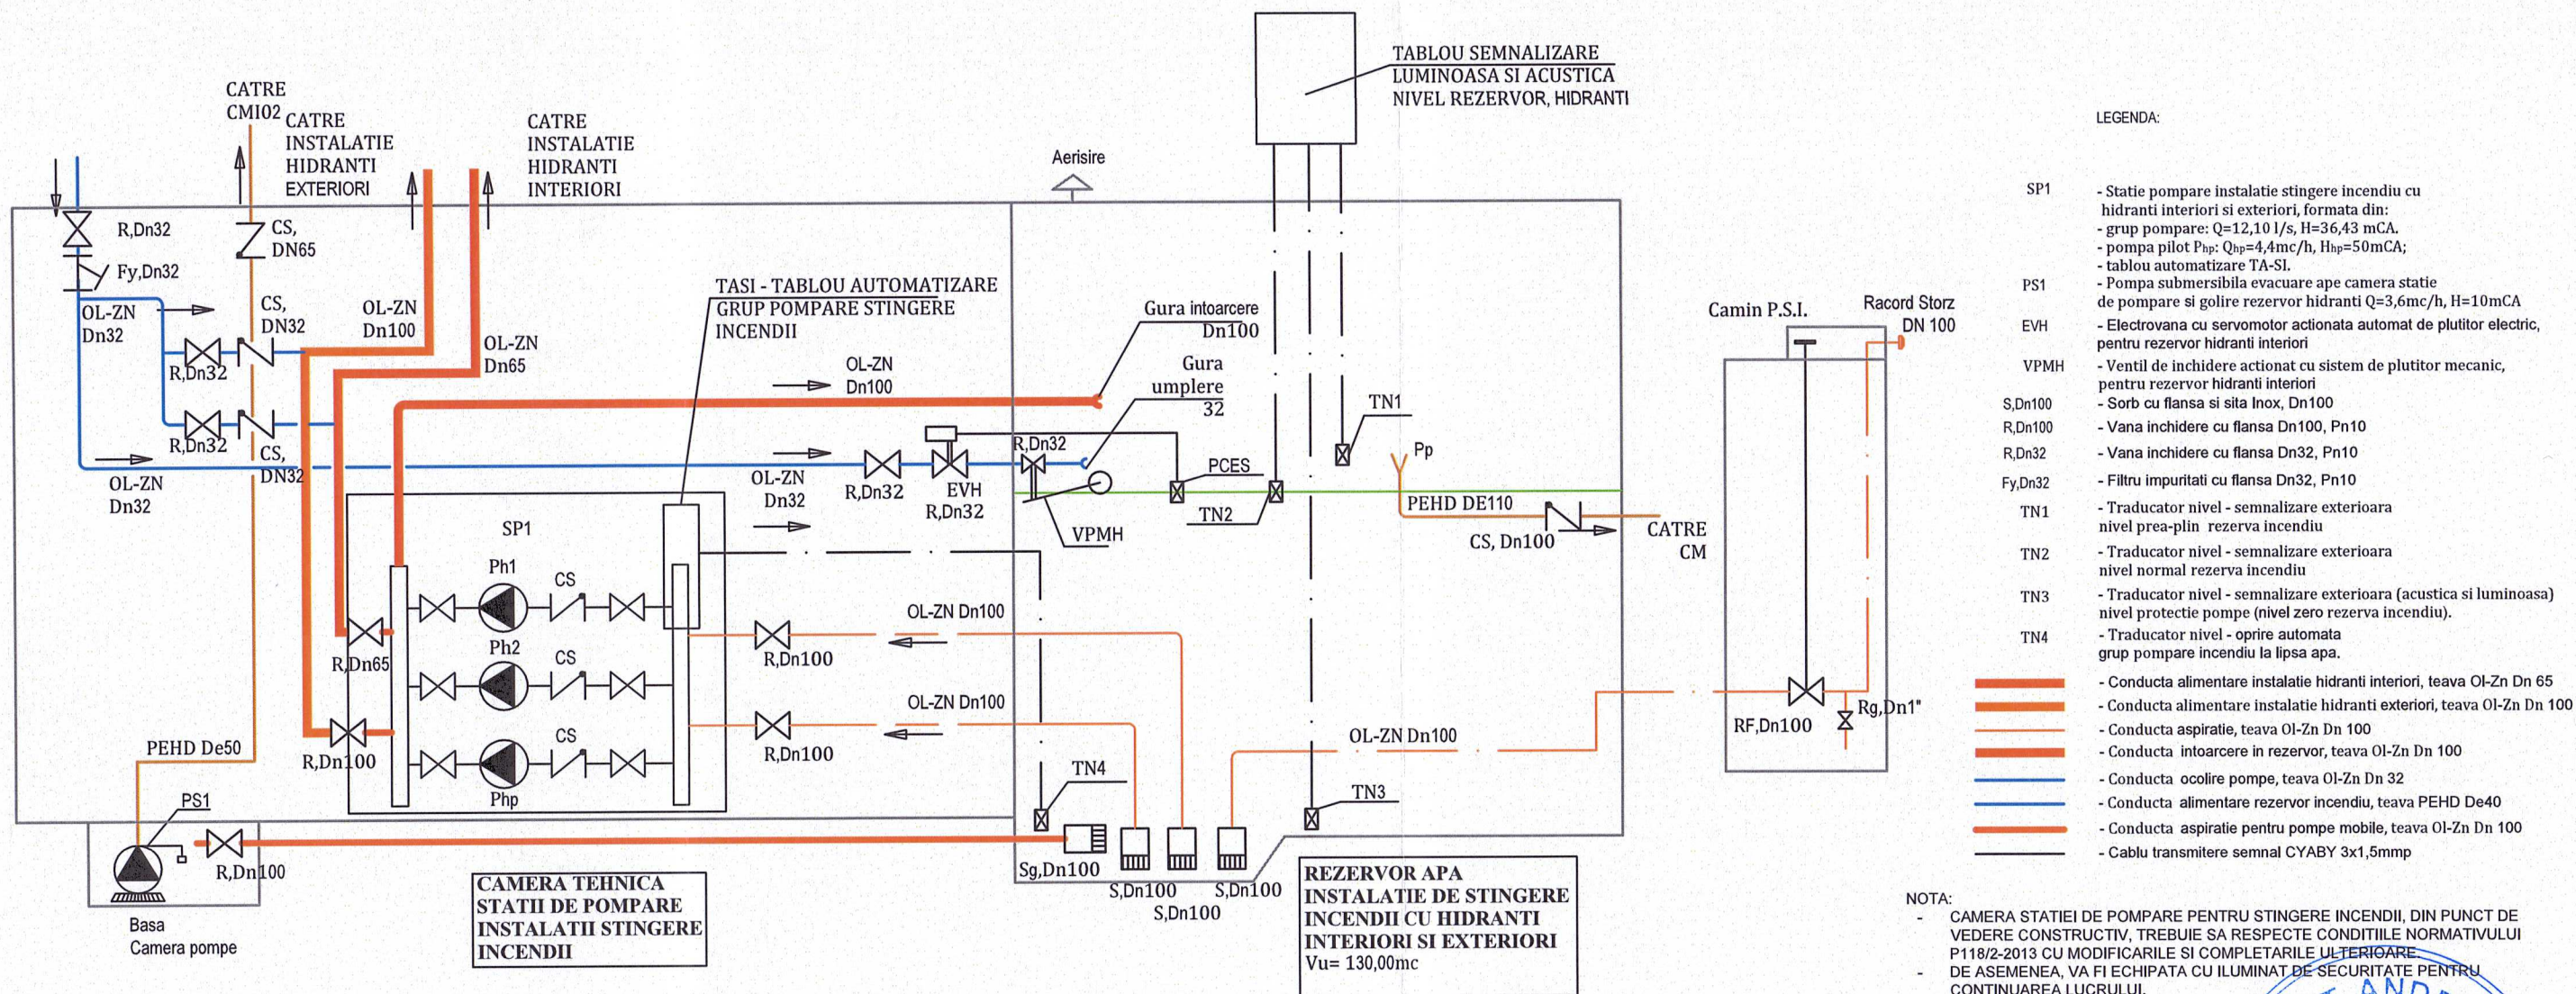 TABLOU SEMNALIZARE
LUMINOASA SI ACUSTICA
NIVEL REZERVOR, HIDRANTI
CATRE
CMI02
CATRE
INSTALATIE
HIDRANTI
EXTERIORI
CATRE
INSTALATIE
HIDRANTI
INTERIORI
Aerisire
R,Dn32
CS,
DN65
Fy,Dn32
OL-ZN
Dn32
CS,
DN32
R,Dn32
OL-ZN
Dn100
OL-ZN
Dn65
R,Dn32
CS,
DN32
OL-ZN
Dn32
TASI - TABLOU AUTOMATIZARE
GRUP POMPARE STINGERE
INCENDII
OL-ZN
Dn100
Gura intoarcere
Dn100
Gura
umplere
32
OL-ZN
Dn32
R,Dn32
EVH
R,Dn32
R,Dn32
VPMH
PCES
TN2
TN1
Pp
PEHD DE110
CS, Dn100
CATRE
CM
SP1
Ph1
CS
Ph2
CS
Php
CS
R,Dn65
R,Dn100
OL-ZN Dn100
R,Dn100
OL-ZN Dn100
R,Dn100
OL-ZN Dn100
TN4
TN3
PEHD De50
PS1
R,Dn100
Basa
Camera pompe
Sg,Dn100
S,Dn100
S,Dn100
S,Dn100
CAMERA TEHNICA
STATII DE POMPARE
INSTALATII STINGERE
INCENDII
REZERVOR APA
INSTALATIE DE STINGERE
INCENDII CU HIDRANTI
INTERIORI SI EXTERIORI
Vu= 130,00mc
Camin P.S.I.
Racord Storz
DN 100
RF,Dn100
Rg,Dn1"
LEGENDA:
SP1 - Statie pompare instalatie stingere incendiu cu
hidranti interiori si exteriori, formata din:
- grup pompare: Q=12,10 l/s, H=36,43 mCA.
- pompa pilot Php: Qhp=4,4mc/h, Hhp=50mCA;
- tablou automatizare TA-SI.
PS1 - Pompa submersibila evacuare ape camera statie
de pompare si golire rezervor hidranti Q=3,6mc/h, H=10mCA
EVH - Electrovana cu servomotor actionata automat de plutitor electric,
pentru rezervor hidranti interiori
VPMH - Ventil de inchidere actionat cu sistem de plutitor mecanic,
pentru rezervor hidranti interiori
S,Dn100 - Sorb cu flansa si sita Inox, Dn100
R,Dn100 - Vana inchidere cu flansa Dn100, Pn10
R,Dn32 - Vana inchidere cu flansa Dn32, Pn10
Fy,Dn32 - Filtru impuritati cu flansa Dn32, Pn10
TN1 - Traducator nivel - semnalizare exterioara
nivel prea-plin rezerva incendiu
TN2 - Traducator nivel - semnalizare exterioara
nivel normal rezerva incendiu
TN3 - Traducator nivel - semnalizare exterioara (acustica si luminoasa)
nivel protectie pompe (nivel zero rezerva incendiu).
TN4 - Traducator nivel - oprire automata
grup pompare incendiu la lipsa apa.
- Conducta alimentare instalatie hidranti interiori, teava Ol-Zn Dn 65
- Conducta alimentare instalatie hidranti exteriori, teava Ol-Zn Dn 100
- Conducta aspiratie, teava Ol-Zn Dn 100
- Conducta intoarcere in rezervor, teava Ol-Zn Dn 100
- Conducta ocolire pompe, teava Ol-Zn Dn 32
- Conducta alimentare rezervor incendiu, teava PEHD De40
- Conducta aspiratie pentru pompe mobile, teava Ol-Zn Dn 100
- Cablu transmitere semnal CYABY 3x1,5mmp
NOTA:
- CAMERA STATIEI DE POMPARE PENTRU STINGERE INCENDII, DIN PUNCT DE
VEDERE CONSTRUCTIV, TREBUIE SA RESPECTE CONDITIILE NORMATIVULUI
P118/2-2013 CU MODIFICARILE SI COMPLETARILE ULTERIOARE.
- DE ASEMENEA, VA FI ECHIPATA CU ILUMINAT DE SECURITATE PENTRU
CONTINUAREA LUCRULUI.